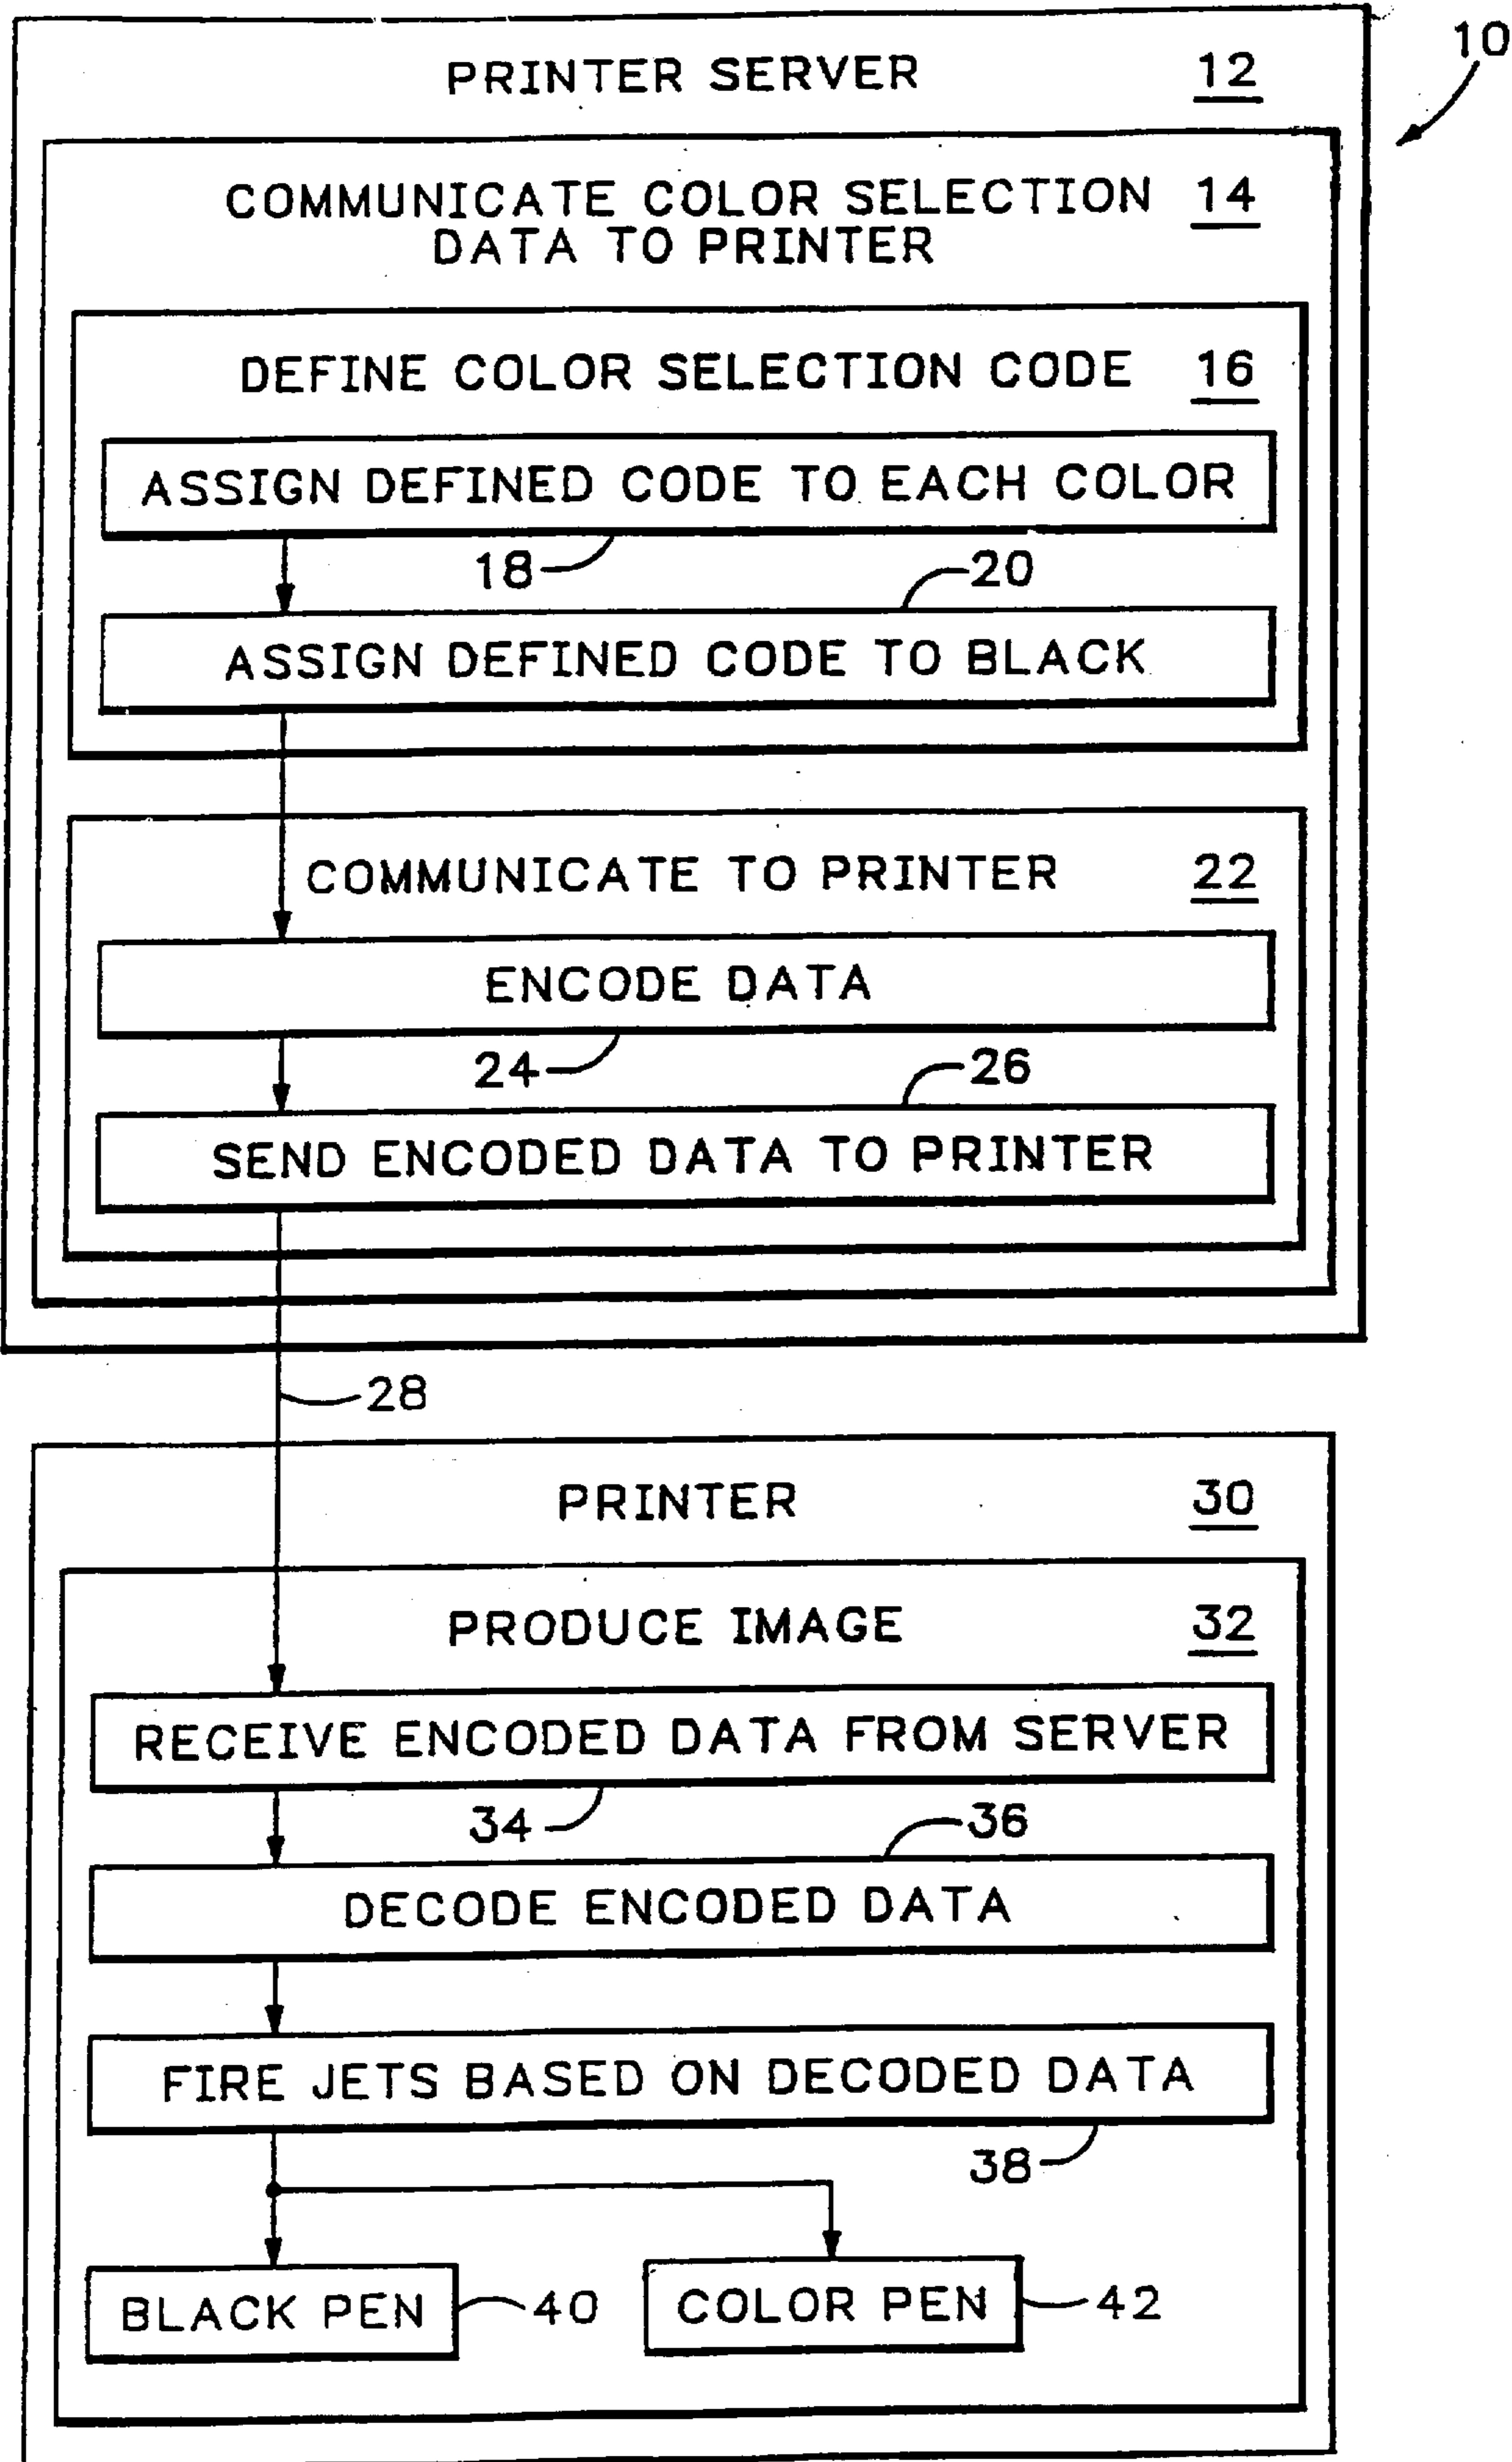 10
PRINTER SERVER 12
COMMUNICATE COLOR SELECTION 14
DATA TO PRINTER
DEFINE COLOR SELECTION CODE 16
ASSIGN DEFINED CODE TO EACH COLOR
18
20
ASSIGN DEFINED CODE TO BLACK
COMMUNICATE TO PRINTER 22
ENCODE DATA
24
26
SEND ENCODED DATA TO PRINTER
28
PRINTER 30
PRODUCE IMAGE 32
RECEIVE ENCODED DATA FROM SERVER
34
36
DECODE ENCODED DATA
FIRE JETS BASED ON DECODED DATA
38
BLACK PEN 40
COLOR PEN 42